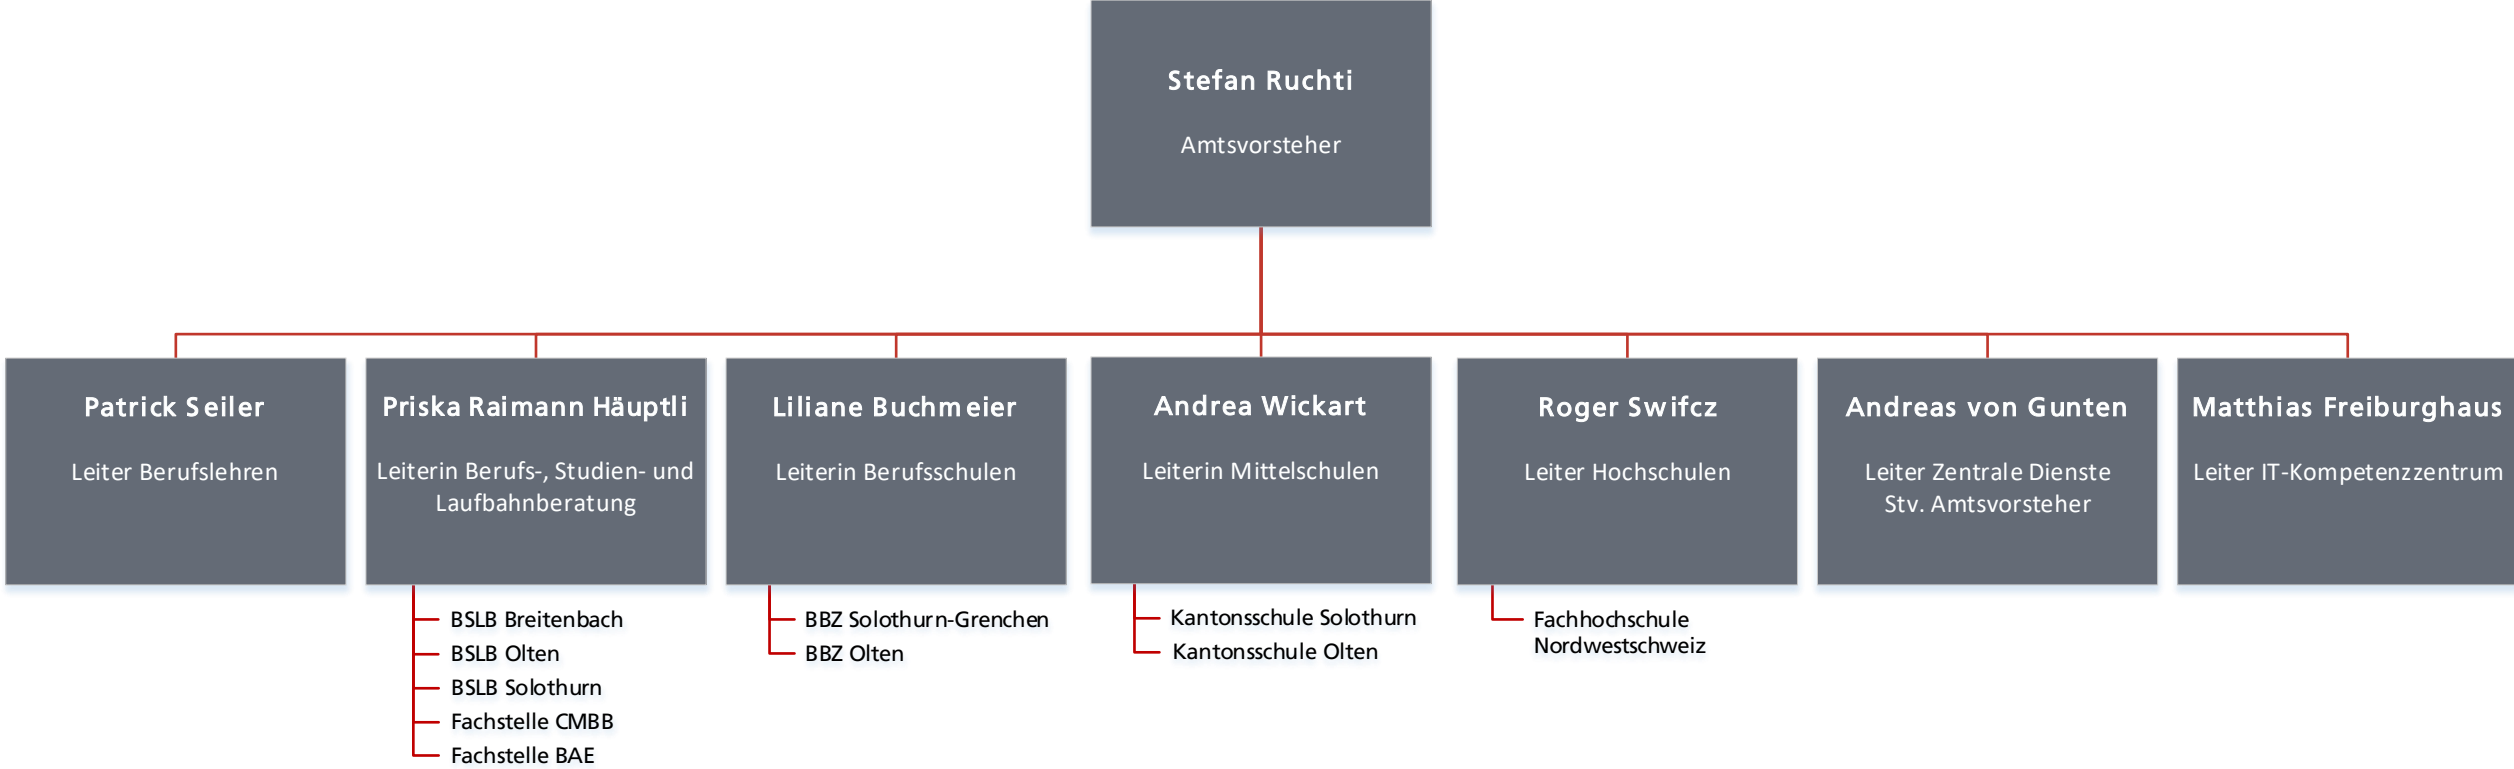 Stefan Ruchti
Amtsvorsteher
Patrick Seiler
Leiter Berufslehren
Priska Raimann Häuptli
Leiterin Berufs-, Studien- und
Laufbahnberatung
BSLB Breitenbach
BSLB Olten
BSLB Solothurn
Fachstelle CMBB
Fachstelle BAE
Liliane Buchmeier
Leiterin Berufsschulen
BBZ Solothurn-Grenchen
BBZ Olten
Andrea Wickart
Leiterin Mittelschulen
Kantonsschule Solothurn
Kantonsschule Olten
Roger Swifcz
Leiter Hochschulen
Fachhochschule
Nordwestschweiz
Andreas von Gunten
Leiter Zentrale Dienste
Stv. Amtsvorsteher
Matthias Freiburghaus
Leiter IT-Kompetenzzentrum